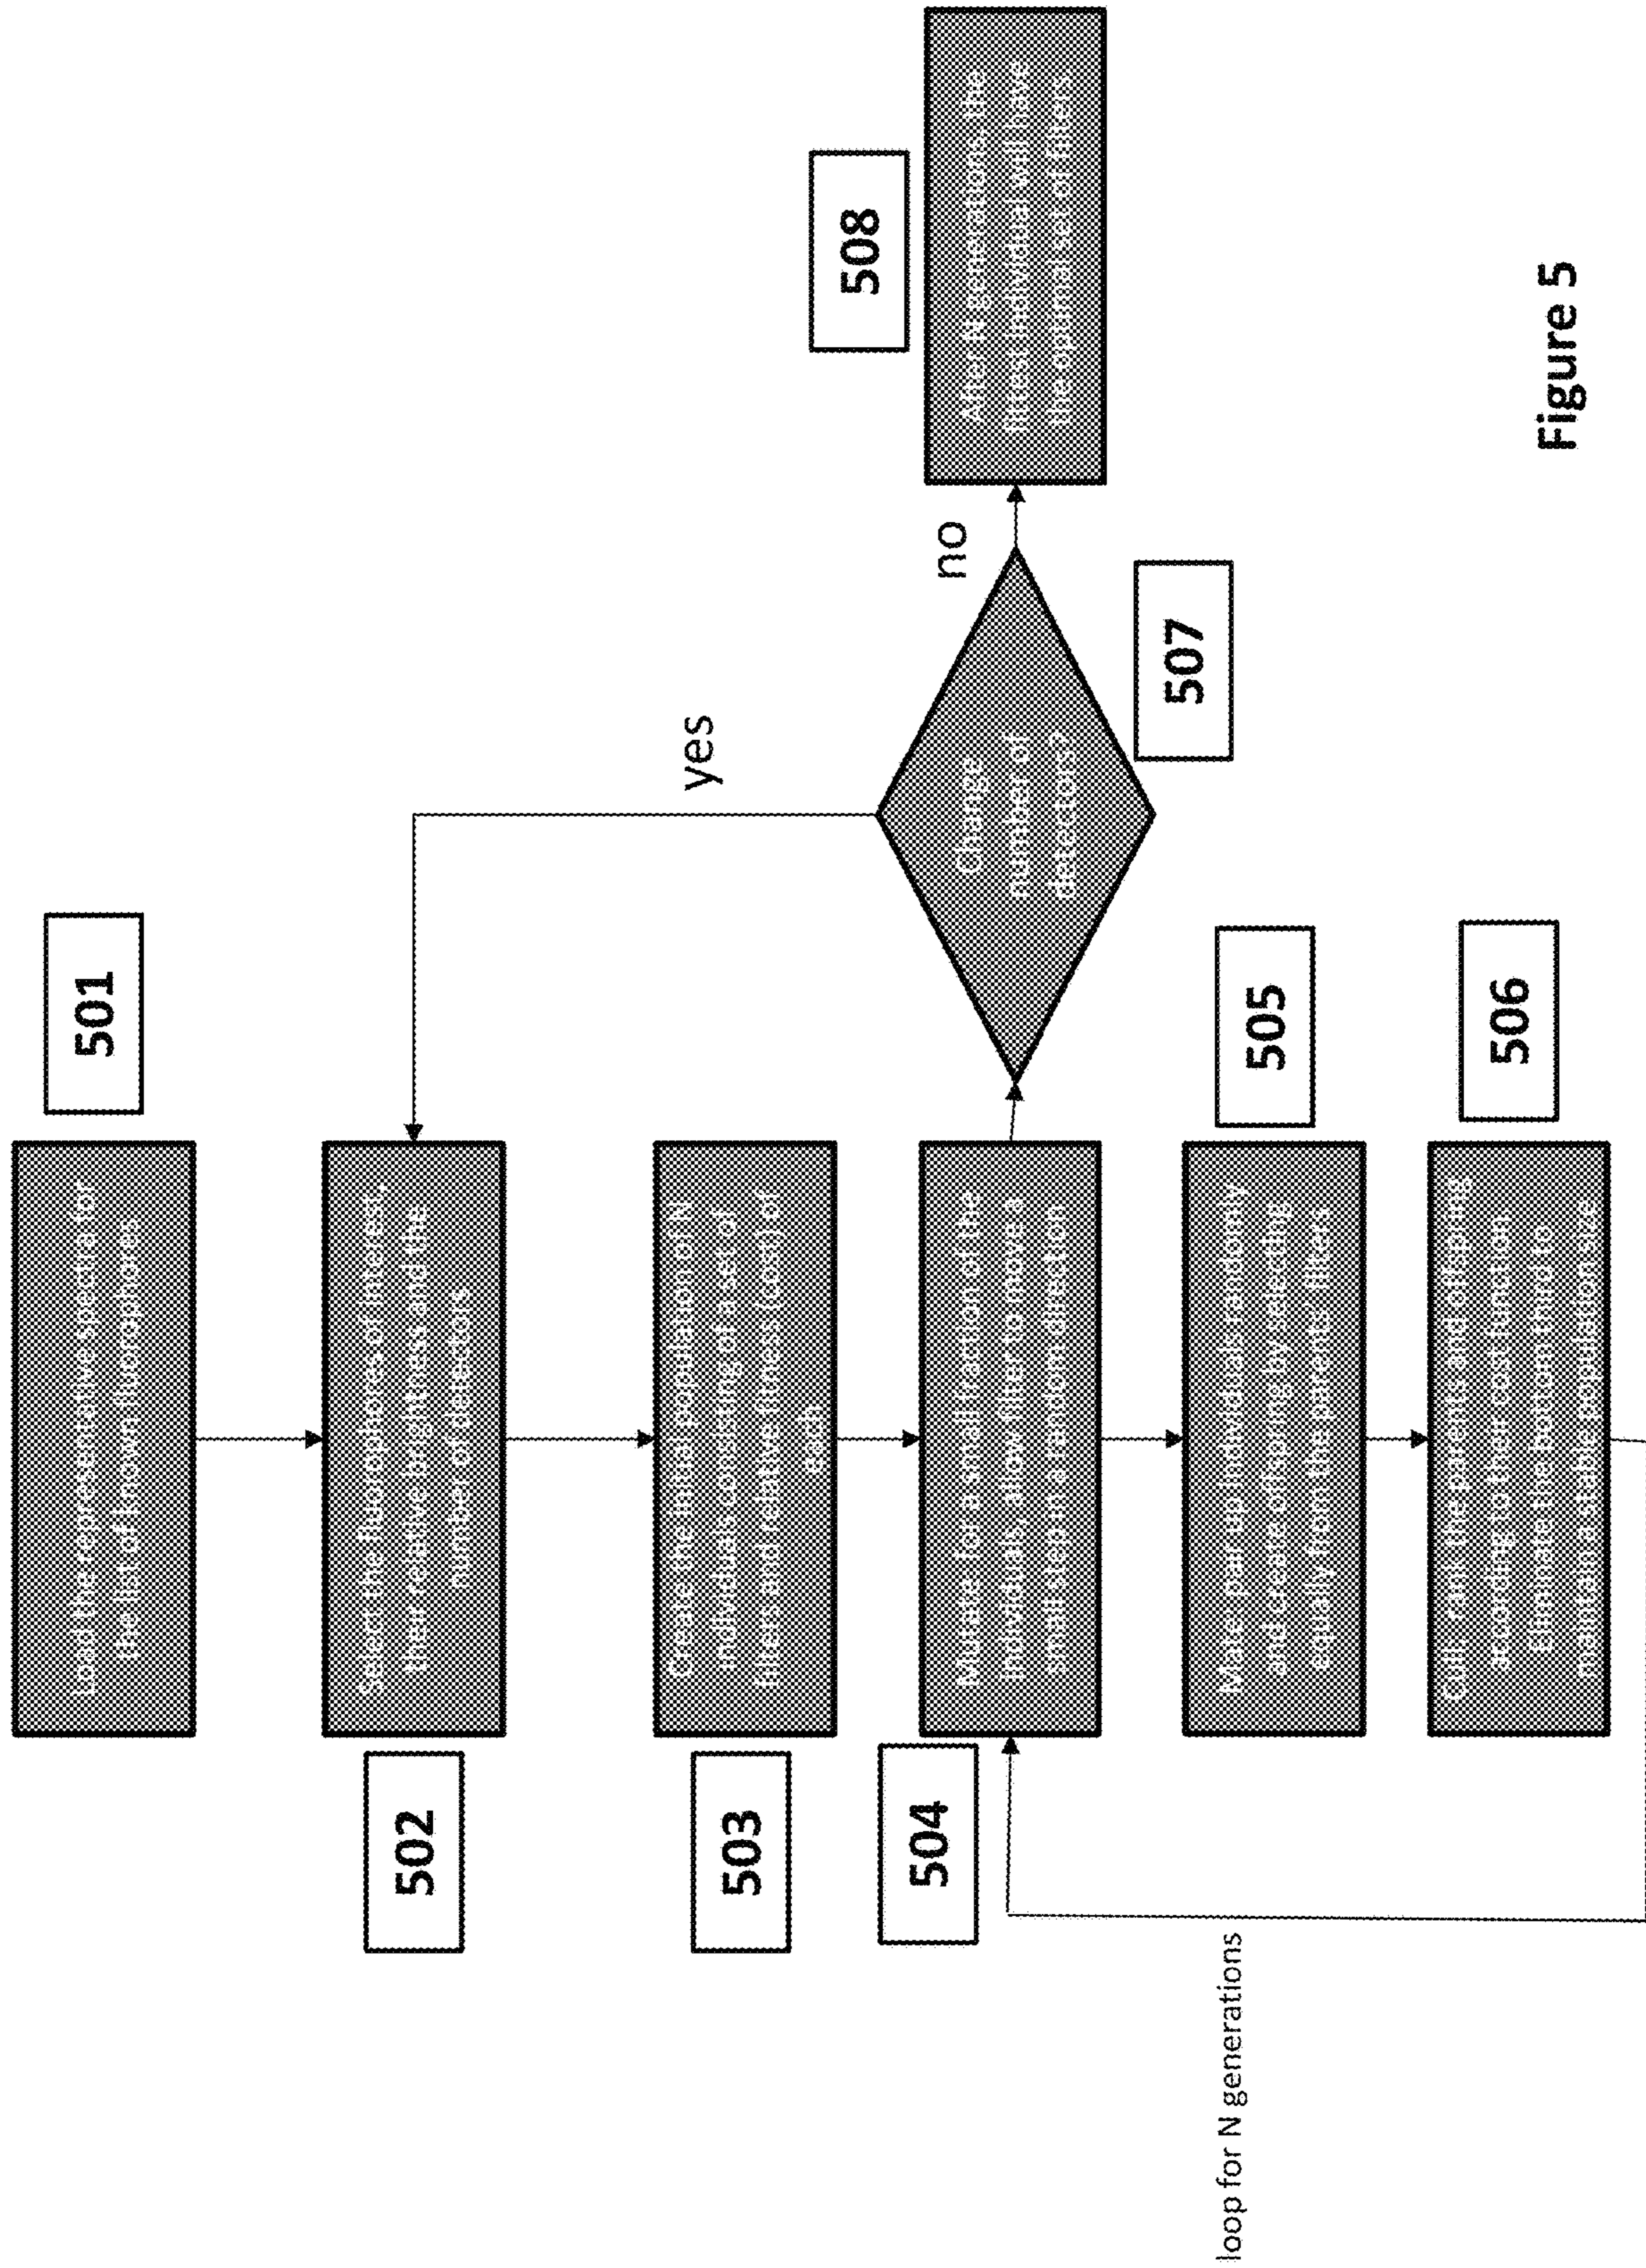 501
Load the representative spectra for
the list of known fluorophores
502
Select the fluorophores of interest,
their relative brightness and the
number of detectors
503
Create the initial population of N
individuals consisting of a set of
filters and relative fitness (cost) of
each
504
Mutate: for a small fraction of the
individuals, allow filter to move a
small step in a random direction
505
Mate: pair up individuals randomly
and create offspring by selecting
equally from the parents filters
506
Cull: rank the parents and offspring
according to their cost function.
Eliminate the bottom third to
maintain a stable population size
loop for N generations
507
Change
number of
detectors?
yes
no
508
After N generations, the
fittest individual will have
the optimal set of filters
Figure 5